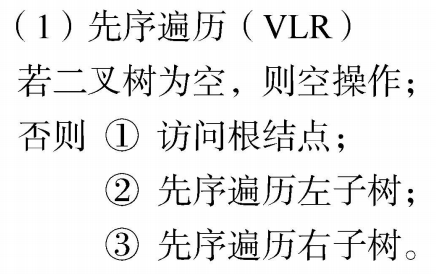 （1）先序遍历（VLR）
若二叉树为空，则空操作；
否则 ① 访问根结点；
② 先序遍历左子树；
③ 先序遍历右子树。